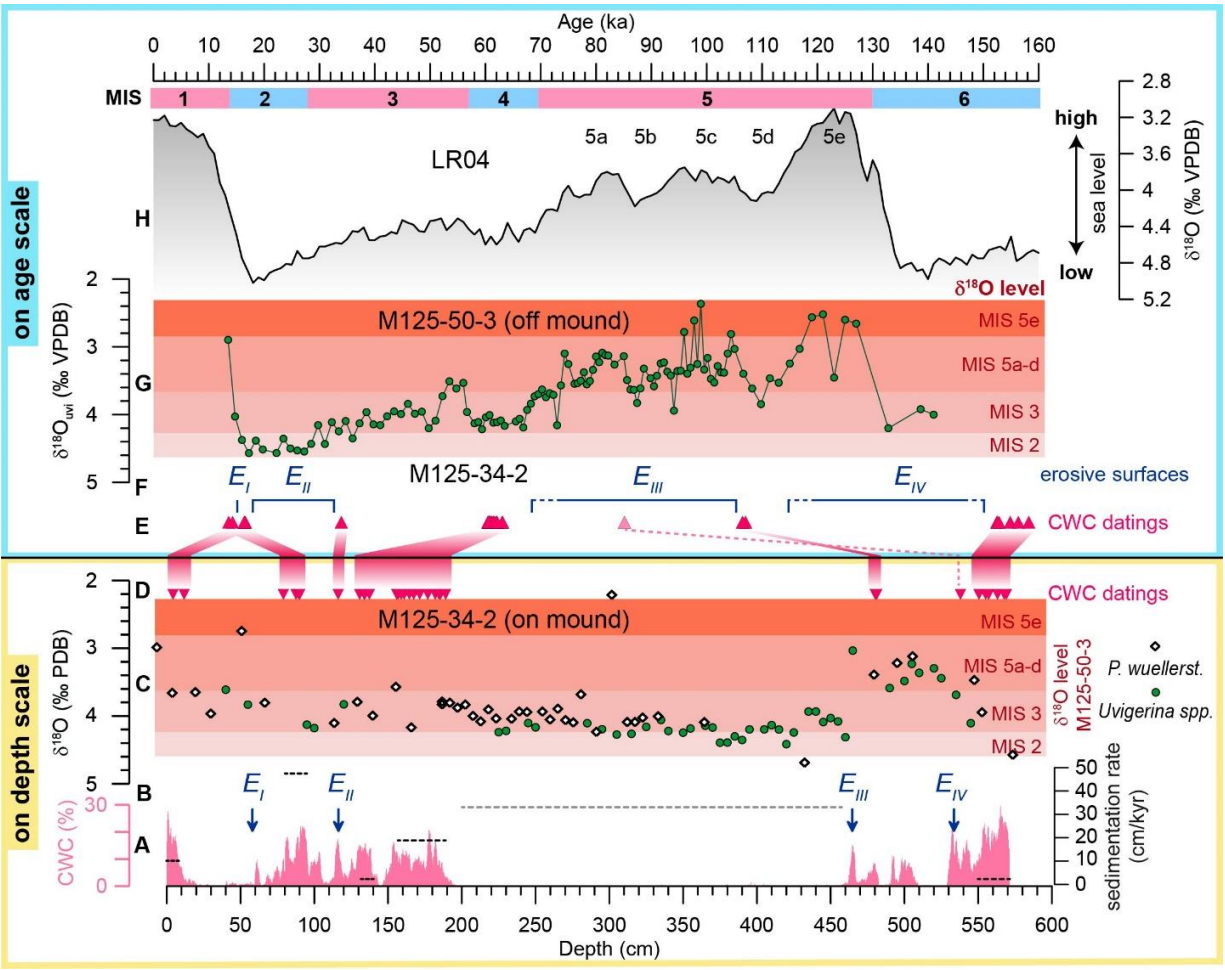 Age (ka)
0 10 20 30 40 50 60 70 80 90 100 110 120 130 140 150 160
MIS 1 2 3 4 5 6
2.8
3.2
3.6
4
4.4
4.8
5.2
δ¹⁸O (‰ VPDB)
high
sea level
low
5a 5b 5c 5d 5e
LR04
H
on age scale
δ¹⁸O level
2
3
4
5
δ¹⁸Ouvi (‰ VPDB)
M125-50-3 (off mound)
MIS 5e
MIS 5a-d
G
MIS 3
MIS 2
F
M125-34-2
EI EII EIII EIV
erosive surfaces
E
CWC datings
D
CWC datings
2
3
4
5
δ¹⁸O (‰ PDB)
M125-34-2 (on mound)
MIS 5e
MIS 5a-d
C
MIS 3
MIS 2
δ¹⁸O level
M125-50-3
P. wuellerst.
Uvigerina spp.
on depth scale
B
EI EII EIII EIV
A
30
0
CWC (%)
50
40
30
20
10
0
sedimentation rate
(cm/kyr)
0 50 100 150 200 250 300 350 400 450 500 550 600
Depth (cm)